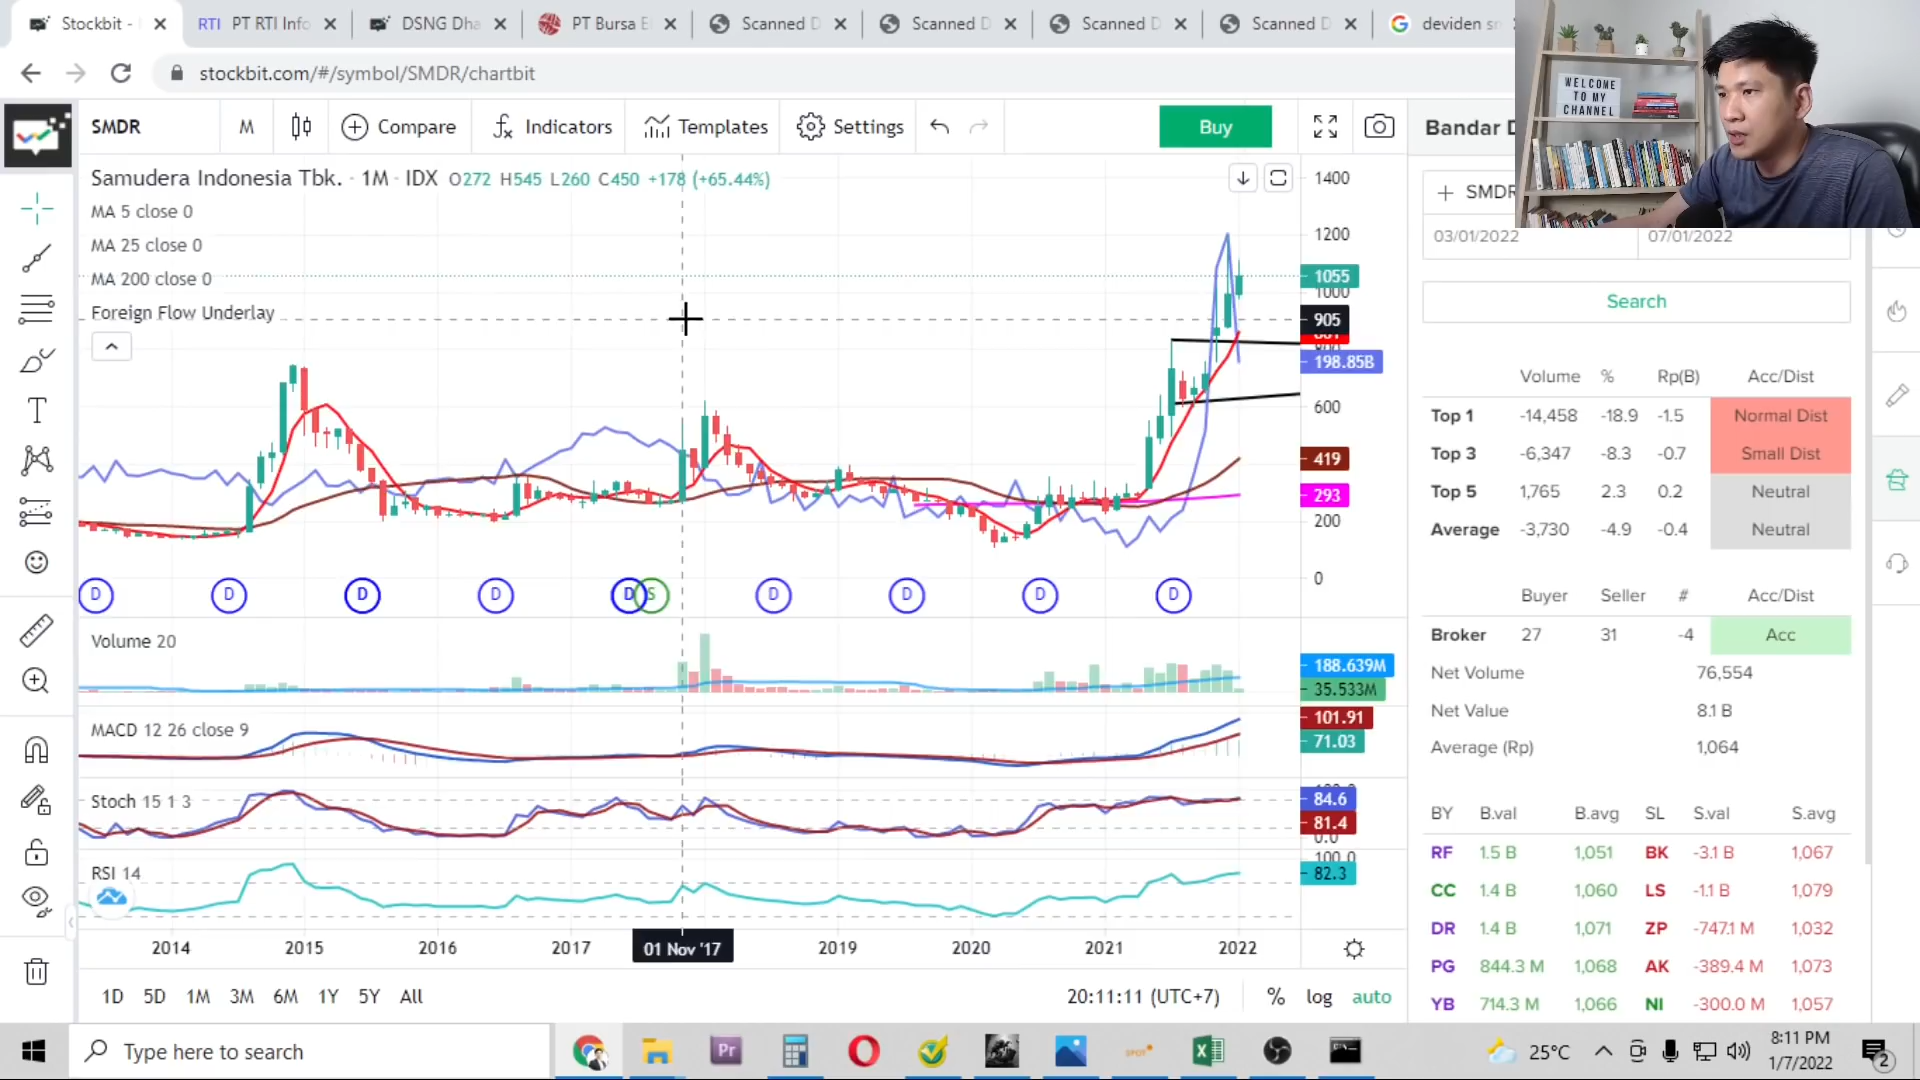 Stockbit -
RTI PT RTI Info
DSNG Dha
PT Bursa E
Scanned D
Scanned D
Scanned D
Scanned D
deviden sm
stockbit.com/#/symbol/SMDR/chartbit
WELCOME
TO MY
CHANNEL
SMDR
M
Compare
Indicators
Templates
Settings
Buy
Bandar D
Samudera Indonesia Tbk. · 1M · IDX O272 H545 L260 C450 +178 (+65.44%)
MA 5 close 0
MA 25 close 0
MA 200 close 0
Foreign Flow Underlay
1400
1200
1055
1000
905
198.85B
600
419
293
200
0
D D D D D S D D D D
Volume 20
188.639M
35.533M
MACD 12 26 close 9
101.91
71.03
Stoch 15 1 3
84.6
81.4
0.0
RSI 14
100.0
82.3
2014 2015 2016 2017 01 Nov '17 2019 2020 2021 2022
1D 5D 1M 3M 6M 1Y 5Y All
20:11:11 (UTC+7) % log auto
+ SMDR
03/01/2022 07/01/2022
Search
Volume % Rp(B) Acc/Dist
Top 1 -14,458 -18.9 -1.5 Normal Dist
Top 3 -6,347 -8.3 -0.7 Small Dist
Top 5 1,765 2.3 0.2 Neutral
Average -3,730 -4.9 -0.4 Neutral
Buyer Seller # Acc/Dist
Broker 27 31 -4 Acc
Net Volume 76,554
Net Value 8.1 B
Average (Rp) 1,064
BY B.val B.avg SL S.val S.avg
RF 1.5 B 1,051 BK -3.1 B 1,067
CC 1.4 B 1,060 LS -1.1 B 1,079
DR 1.4 B 1,071 ZP -747.1 M 1,032
PG 844.3 M 1,068 AK -389.4 M 1,073
YB 714.3 M 1,066 NI -300.0 M 1,057
Type here to search
Pr
SPOT
25°C
8:11 PM
1/7/2022
2